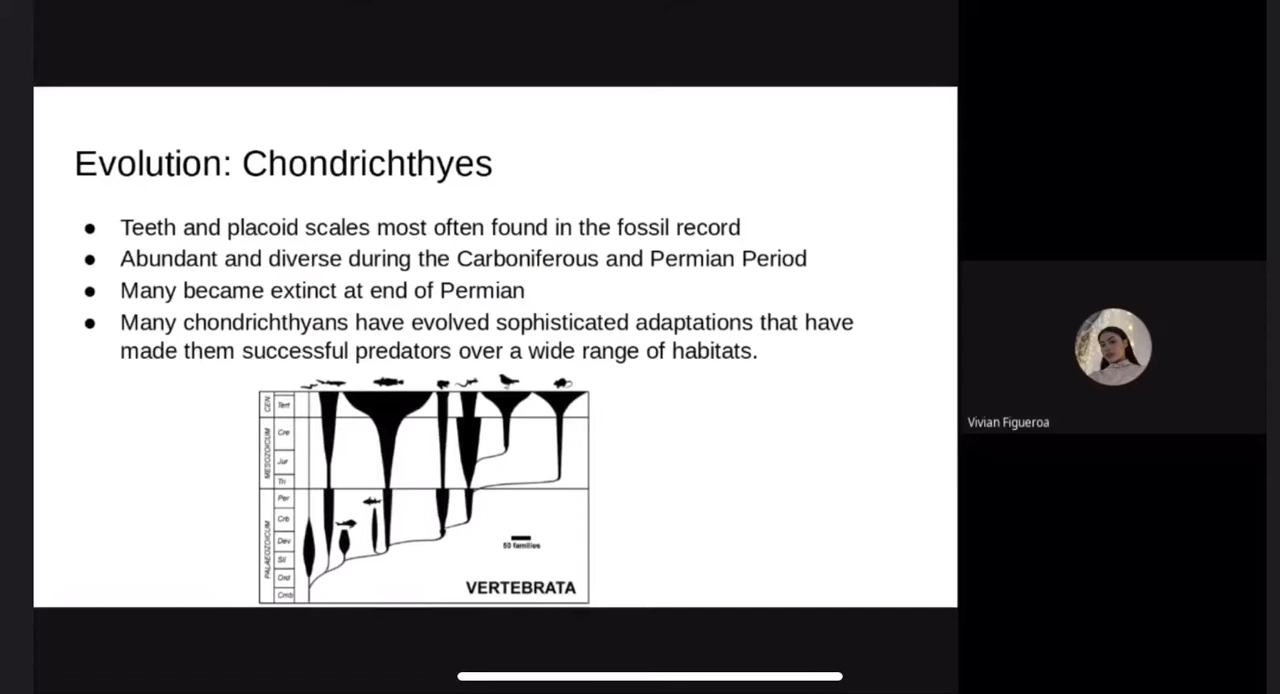 Evolution: Chondrichthyes
● Teeth and placoid scales most often found in the fossil record
● Abundant and diverse during the Carboniferous and Permian Period
● Many became extinct at end of Permian
● Many chondrichthyans have evolved sophisticated adaptations that have
made them successful predators over a wide range of habitats.
CEN
Tert
MESOZOICUM
Cre
Jur
Tri
PALAEOZOICUM
Per
Crb
Dev
Sil
Ord
Cmb
50 families
VERTEBRATA
Vivian Figueroa